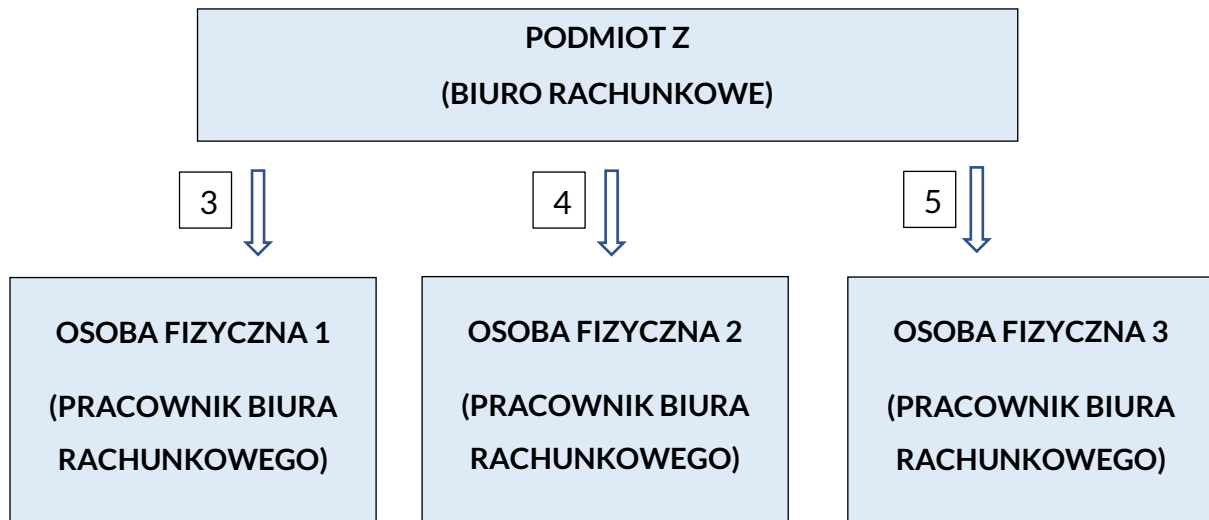 PODMIOT Z
(BIURO RACHUNKOWE)
3
4
5
OSOBA FIZYCZNA 1
(PRACOWNIK BIURA
RACHUNKOWEGO)
OSOBA FIZYCZNA 2
(PRACOWNIK BIURA
RACHUNKOWEGO)
OSOBA FIZYCZNA 3
(PRACOWNIK BIURA
RACHUNKOWEGO)